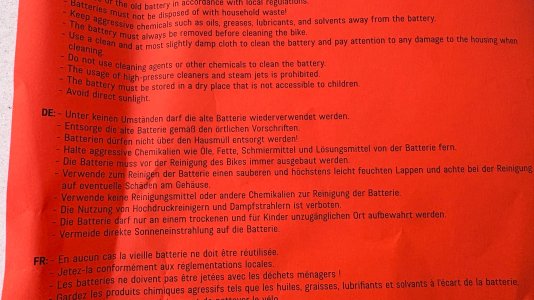 of the old battery in accordance with local regulations.
- Batteries must not be disposed of with household waste!
- Keep aggressive chemicals such as oils, greases, lubricants, and solvents away from the battery.
- The battery must always be removed before cleaning the bike.
- Use a clean and at most slightly damp cloth to clean the battery and pay attention to any damage to the housing when
cleaning.
- Do not use cleaning agents or other chemicals to clean the battery.
- The usage of high-pressure cleaners and steam jets is prohibited.
- The battery must be stored in a dry place that is not accessible to children.
- Avoid direct sunlight.
DE: - Unter keinen Umständen darf die alte Batterie wiederverwendet werden.
- Entsorge die alte Batterie gemäß den örtlichen Vorschriften.
- Batterien dürfen nicht über den Hausmüll entsorgt werden!
- Halte aggressive Chemikalien wie Öle, Fette, Schmiermittel und Lösungsmittel von der Batterie fern.
- Die Batterie muss vor der Reinigung des Bikes immer ausgebaut werden.
- Verwende zum Reinigen der Batterie einen sauberen und höchstens leicht feuchten Lappen und achte bei der Reinigung
auf eventuelle Schäden am Gehäuse.
- Verwende keine Reinigungsmittel oder andere Chemikalien zur Reinigung der Batterie.
- Die Nutzung von Hochdruckreinigern und Dampfstrahlern ist verboten.
- Die Batterie darf nur an einem trockenen und für Kinder unzugänglichen Ort aufbewahrt werden.
- Vermeide direkte Sonneneinstrahlung auf die Batterie.
FR: - En aucun cas la vieille batterie ne doit être réutilisée.
- Jetez-la conformément aux réglementations locales.
- Les batteries ne doivent pas être jetées avec les déchets ménagers !
- Gardez les produits chimiques agressifs tels que les huiles, graisses, lubrifiants et solvants à l'écart de la batterie.
nettoyer le vélo.